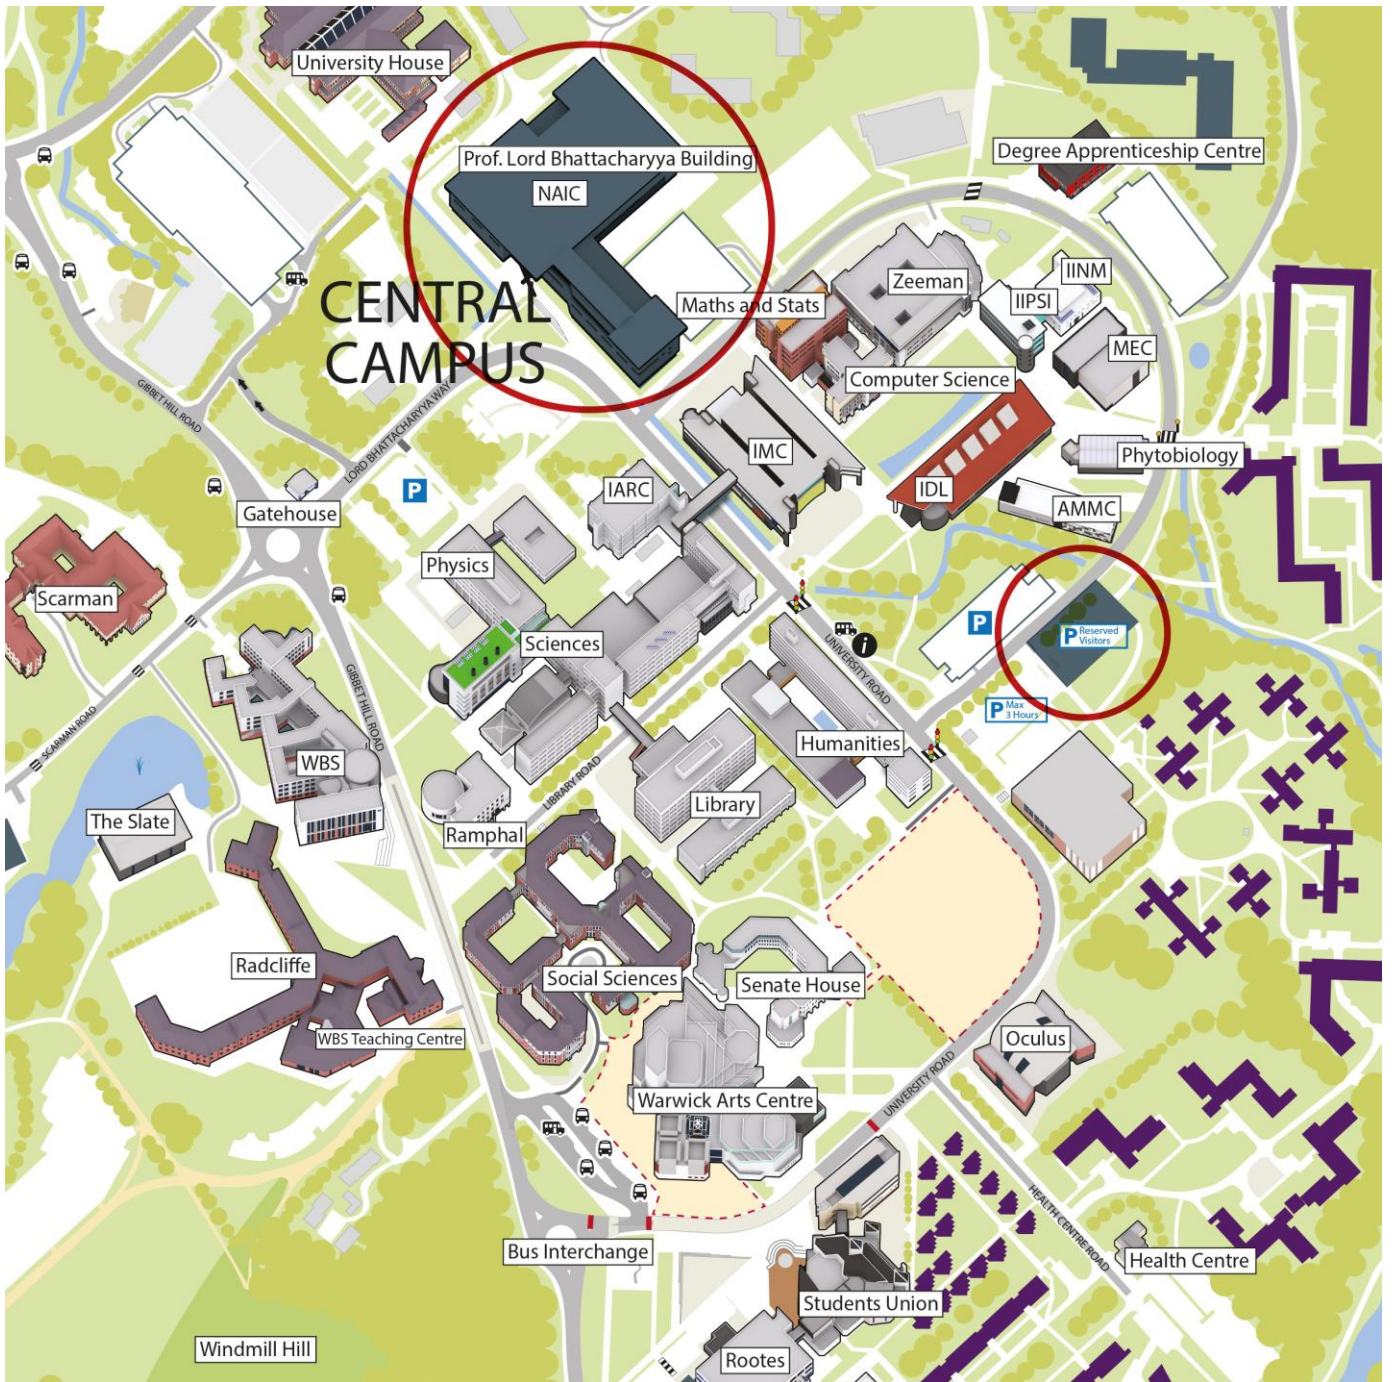 University House
Prof. Lord Bhattacharyya Building
NAIC
Degree Apprenticeship Centre
CENTRAL
CAMPUS
Maths and Stats
Zeeman
IINM
IIPSI
MEC
Computer Science
GIBBET HILL ROAD
LORD BHATTACHARYYA WAY
IMC
Phytobiology
P
IARC
IDL
AMMC
Gatehouse
Physics
Scarman
Sciences
P
P Reserved
Visitors
i
UNIVERSITY ROAD
GIBBET HILL ROAD
SCARMAN ROAD
P Max
3 Hours
WBS
Humanities
LIBRARY ROAD
Library
The Slate
Ramphal
Radcliffe
Social Sciences
Senate House
WBS Teaching Centre
Oculus
UNIVERSITY ROAD
Warwick Arts Centre
HEALTH CENTRE ROAD
Bus Interchange
Health Centre
Students Union
Windmill Hill
Rootes